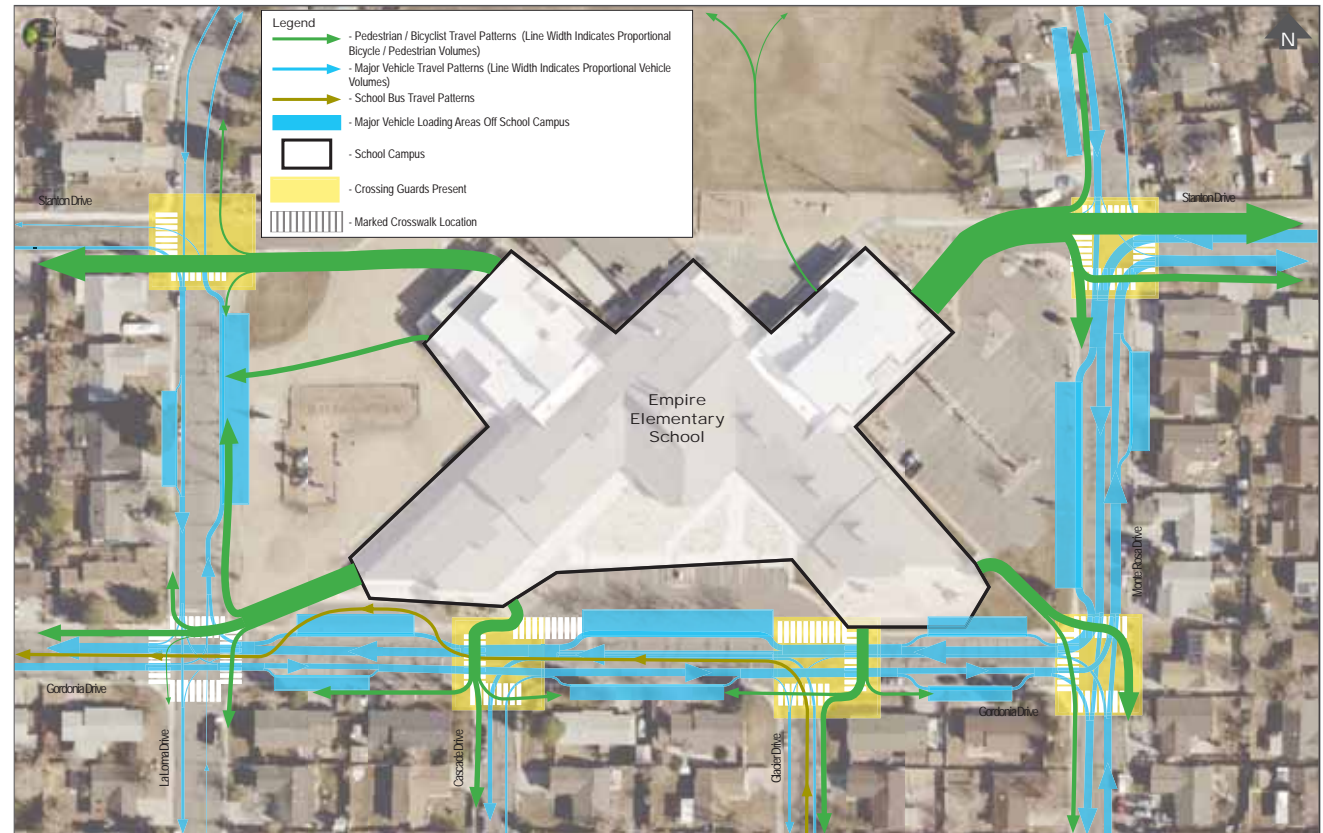 Legend
- Pedestrian / Bicyclist Travel Patterns (Line Width Indicates Proportional
Bicycle / Pedestrian Volumes)
- Major Vehicle Travel Patterns (Line Width Indicates Proportional Vehicle
Volumes)
- School Bus Travel Patterns
- Major Vehicle Loading Areas Off School Campus
- School Campus
- Crossing Guards Present
- Marked Crosswalk Location
N
Stanton Drive
Stanton Drive
Empire
Elementary
School
Monte Rosa Drive
Gordonia Drive
Gordonia Drive
La Loma Drive
Cascade Drive
Glacier Drive